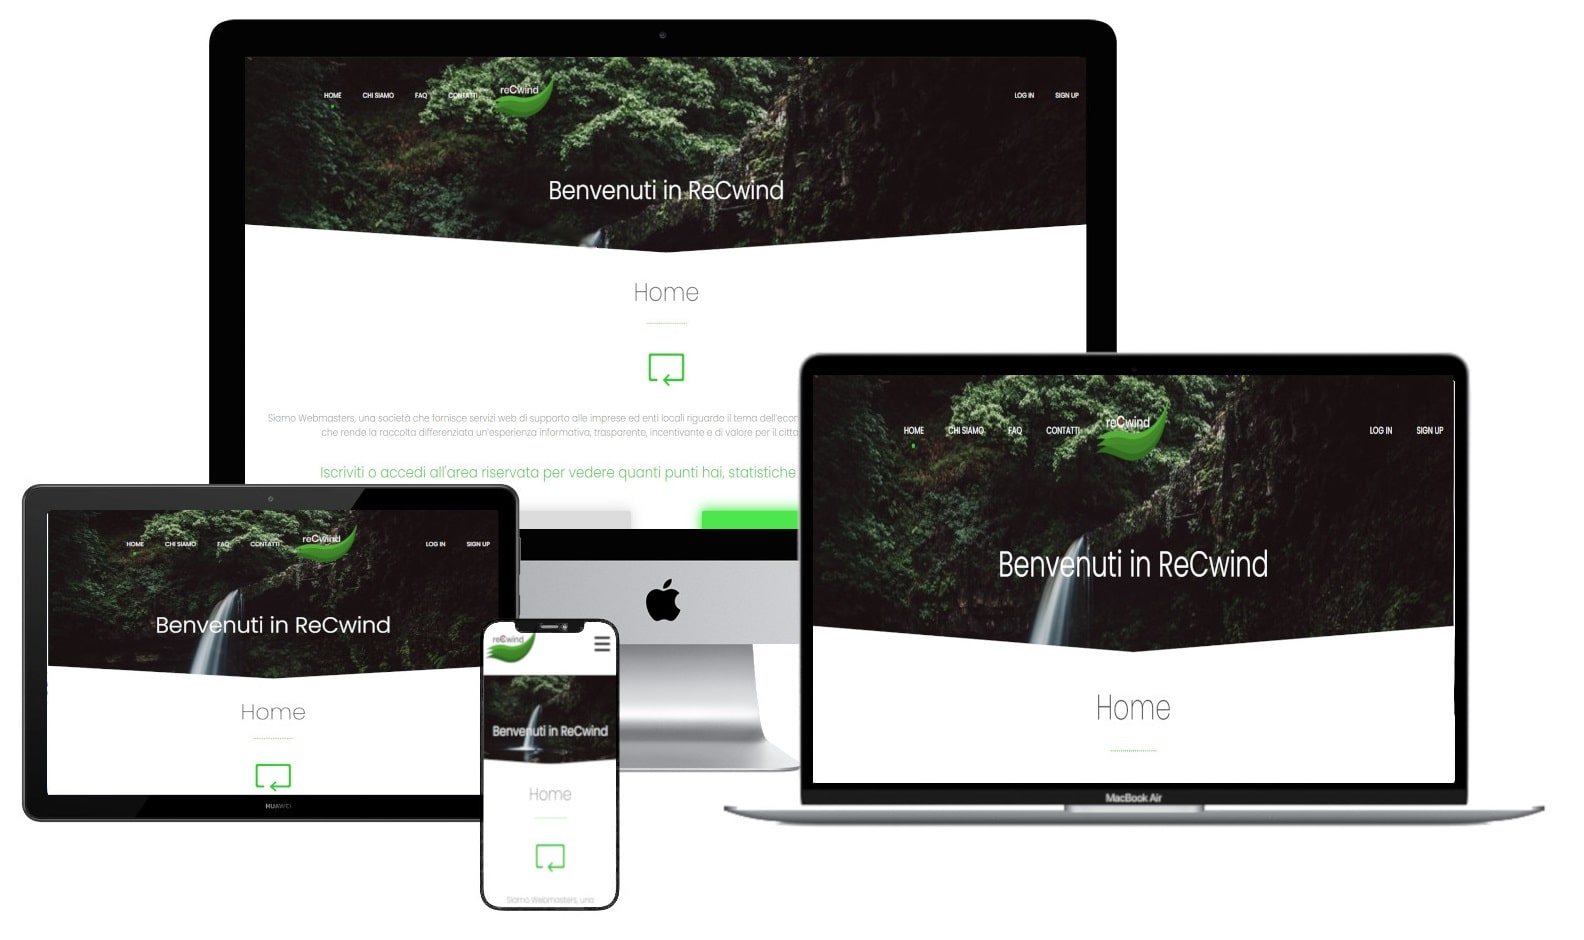 HOME CHI SIAMO FAQ CONTATTI reCwind LOG IN SIGN UP
Benvenuti in ReCwind
Home
Siamo Webmasters, una società che fornisce servizi web di supporto alle imprese ed enti locali riguardo il tema dell'econ
che rende la raccolta differenziata un'esperienza informativa, trasparente, incentivante e di valore per il citta
Iscriviti o accedi all'area riservata per vedere quanti punti hai, statistiche
HOME CHI SIAMO FAQ CONTATTI reCwind LOG IN SIGN UP
Benvenuti in ReCwind
Home
MacBook Air
HOME CHI SIAMO FAQ CONTATTI reCwind LOG IN SIGN UP
Benvenuti in ReCwind
Home
HUAWEI
reCwind
Benvenuti in ReCwind
Home
Siamo Webmasters, una